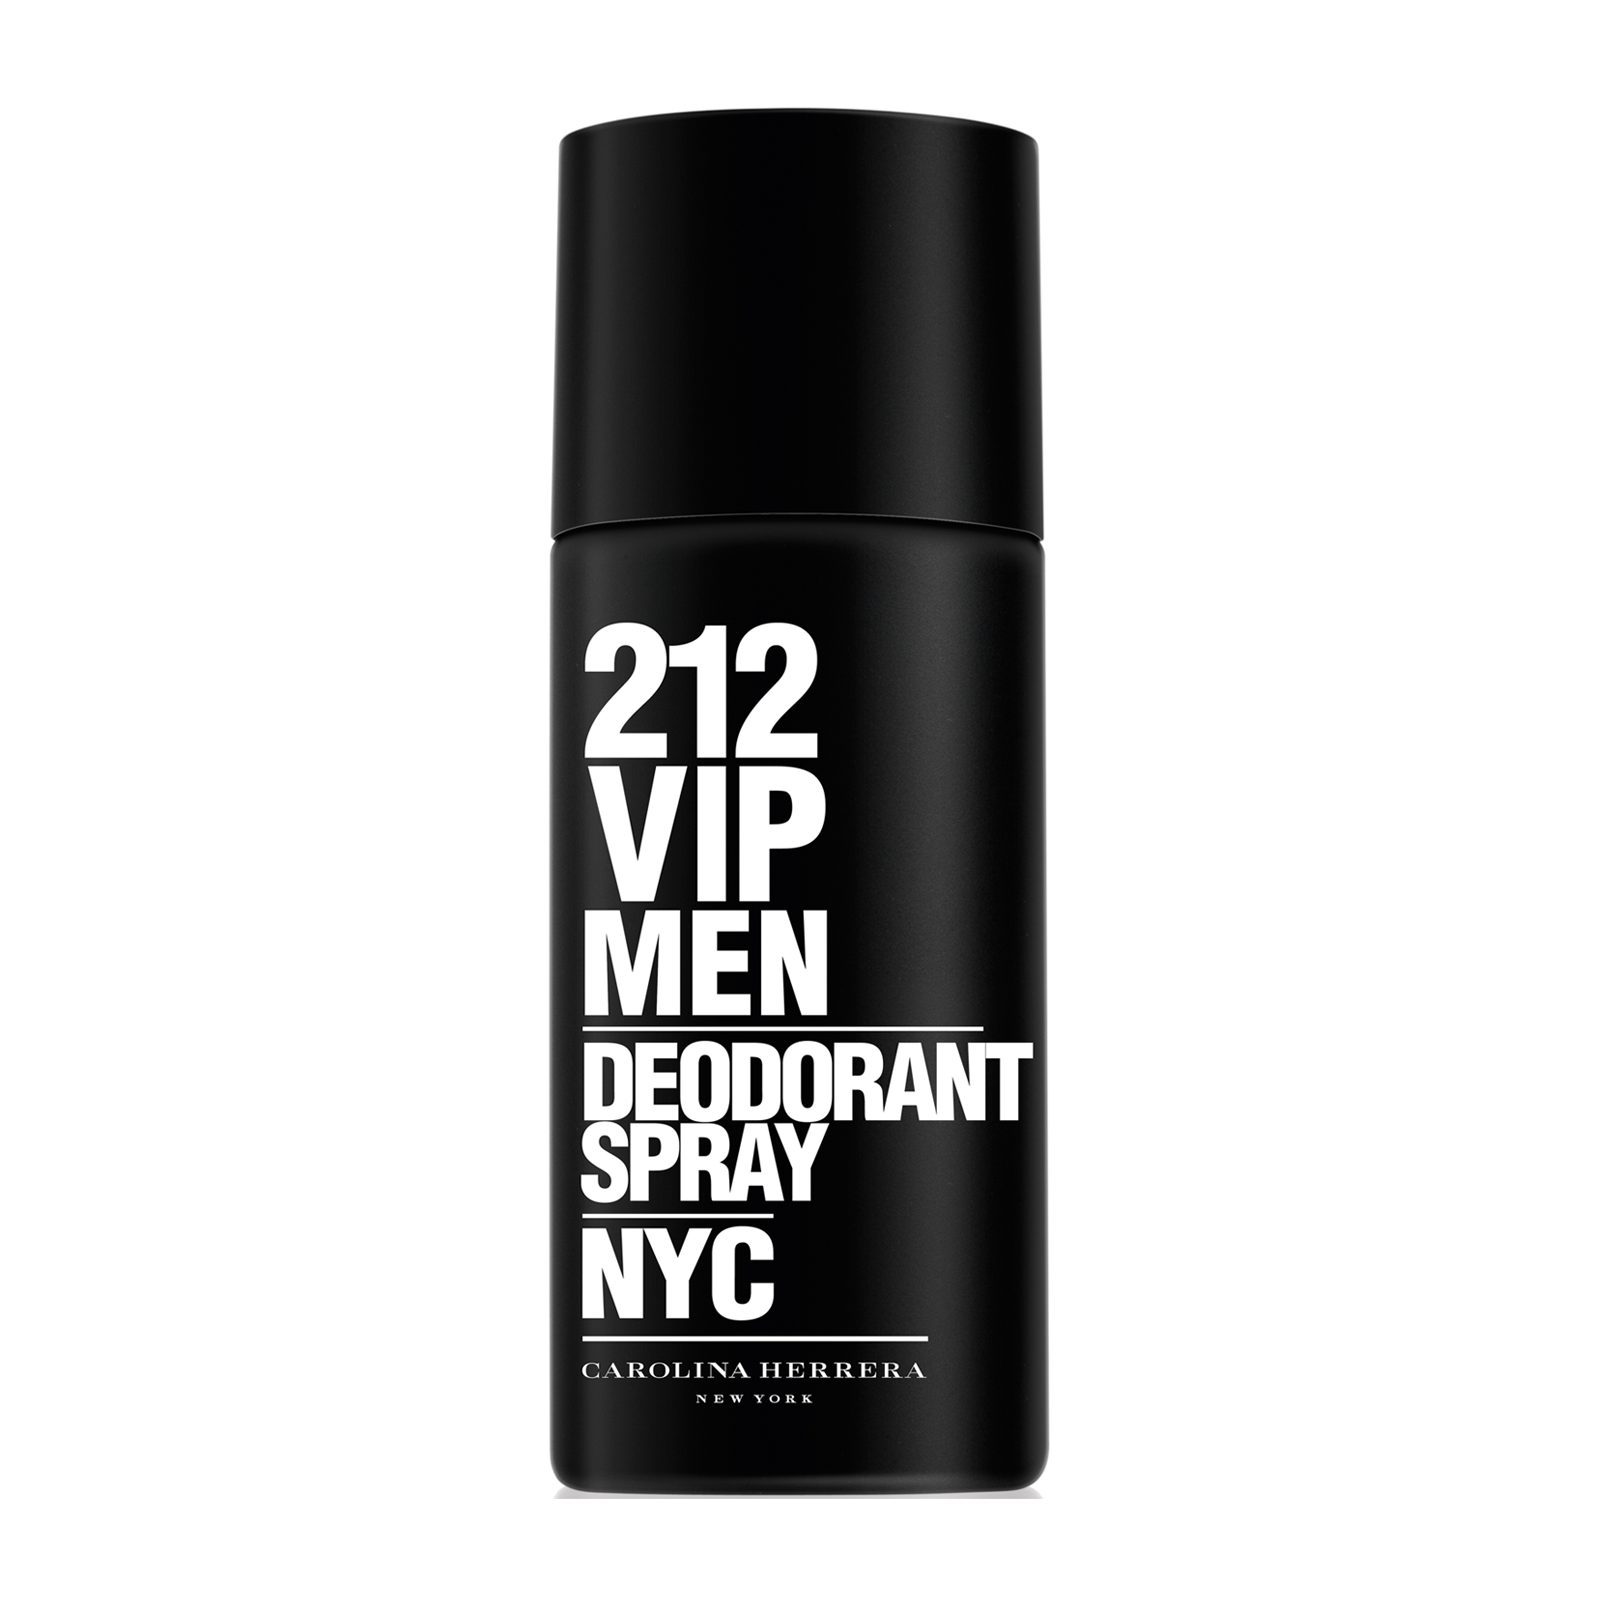 212
VIP
MEN
DEODORANT
SPRAY
NYC
CAROLINA HERRERA
NEW YORK